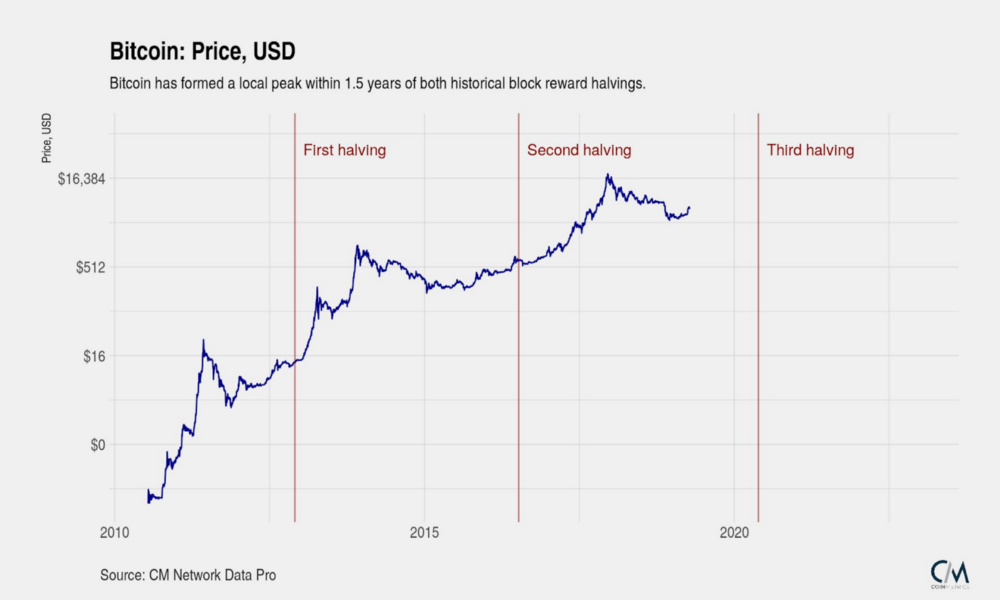 Bitcoin: Price, USD
Bitcoin has formed a local peak within 1.5 years of both historical block reward halvings.
Price, USD
First halving
Second halving
Third halving
$16,384
$512
$16
$0
2010
2015
2020
Source: CM Network Data Pro
CM